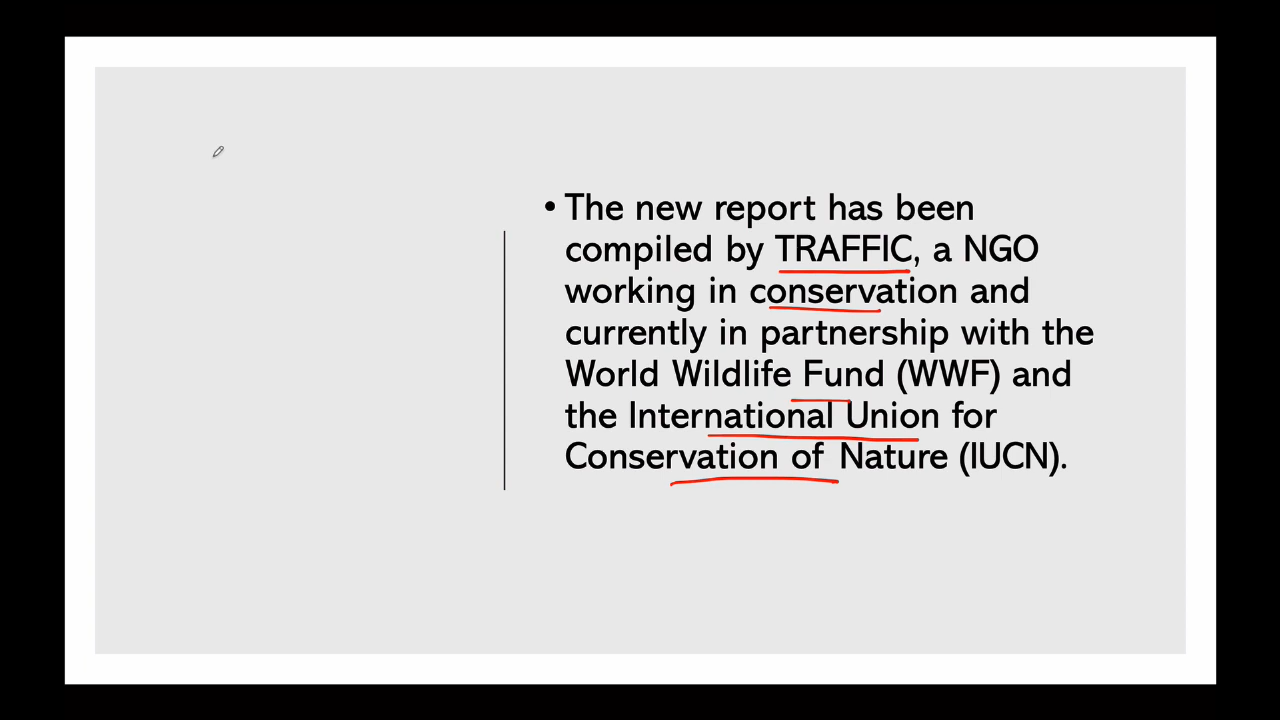 • The new report has been
compiled by TRAFFIC, a NGO
working in conservation and
currently in partnership with the
World Wildlife Fund (WWF) and
the International Union for
Conservation of Nature (IUCN).